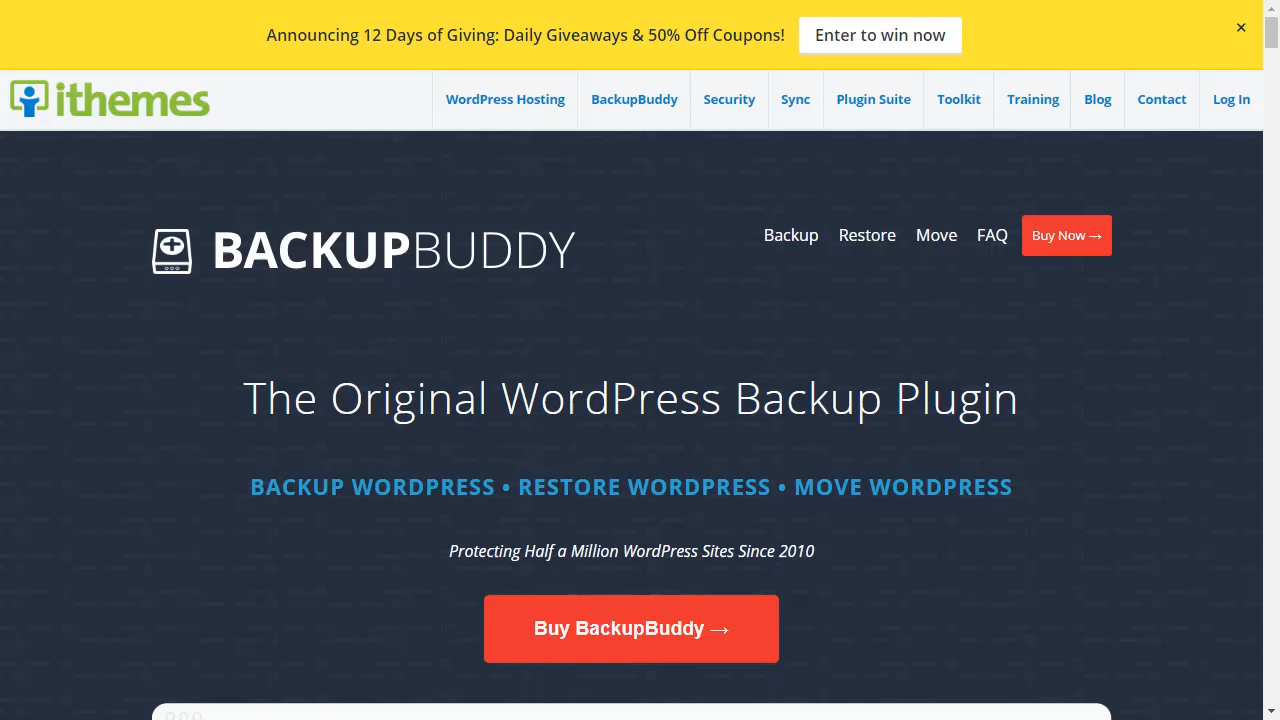 Announcing 12 Days of Giving: Daily Giveaways & 50% Off Coupons! Enter to win now ×
ithemes WordPress Hosting BackupBuddy Security Sync Plugin Suite Toolkit Training Blog Contact Log In
BACKUPBUDDY Backup Restore Move FAQ Buy Now →
The Original WordPress Backup Plugin
BACKUP WORDPRESS • RESTORE WORDPRESS • MOVE WORDPRESS
Protecting Half a Million WordPress Sites Since 2010
Buy BackupBuddy →